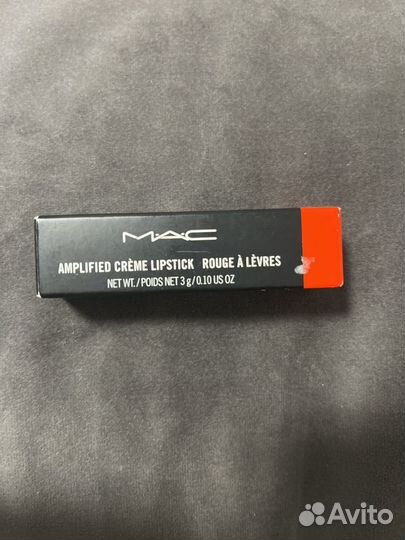 MAC
AMPLIFIED CRÈME LIPSTICK ROUGE À LÈVRES
NET WT./POIDS NET 3 g/0.10 US OZ
Avito